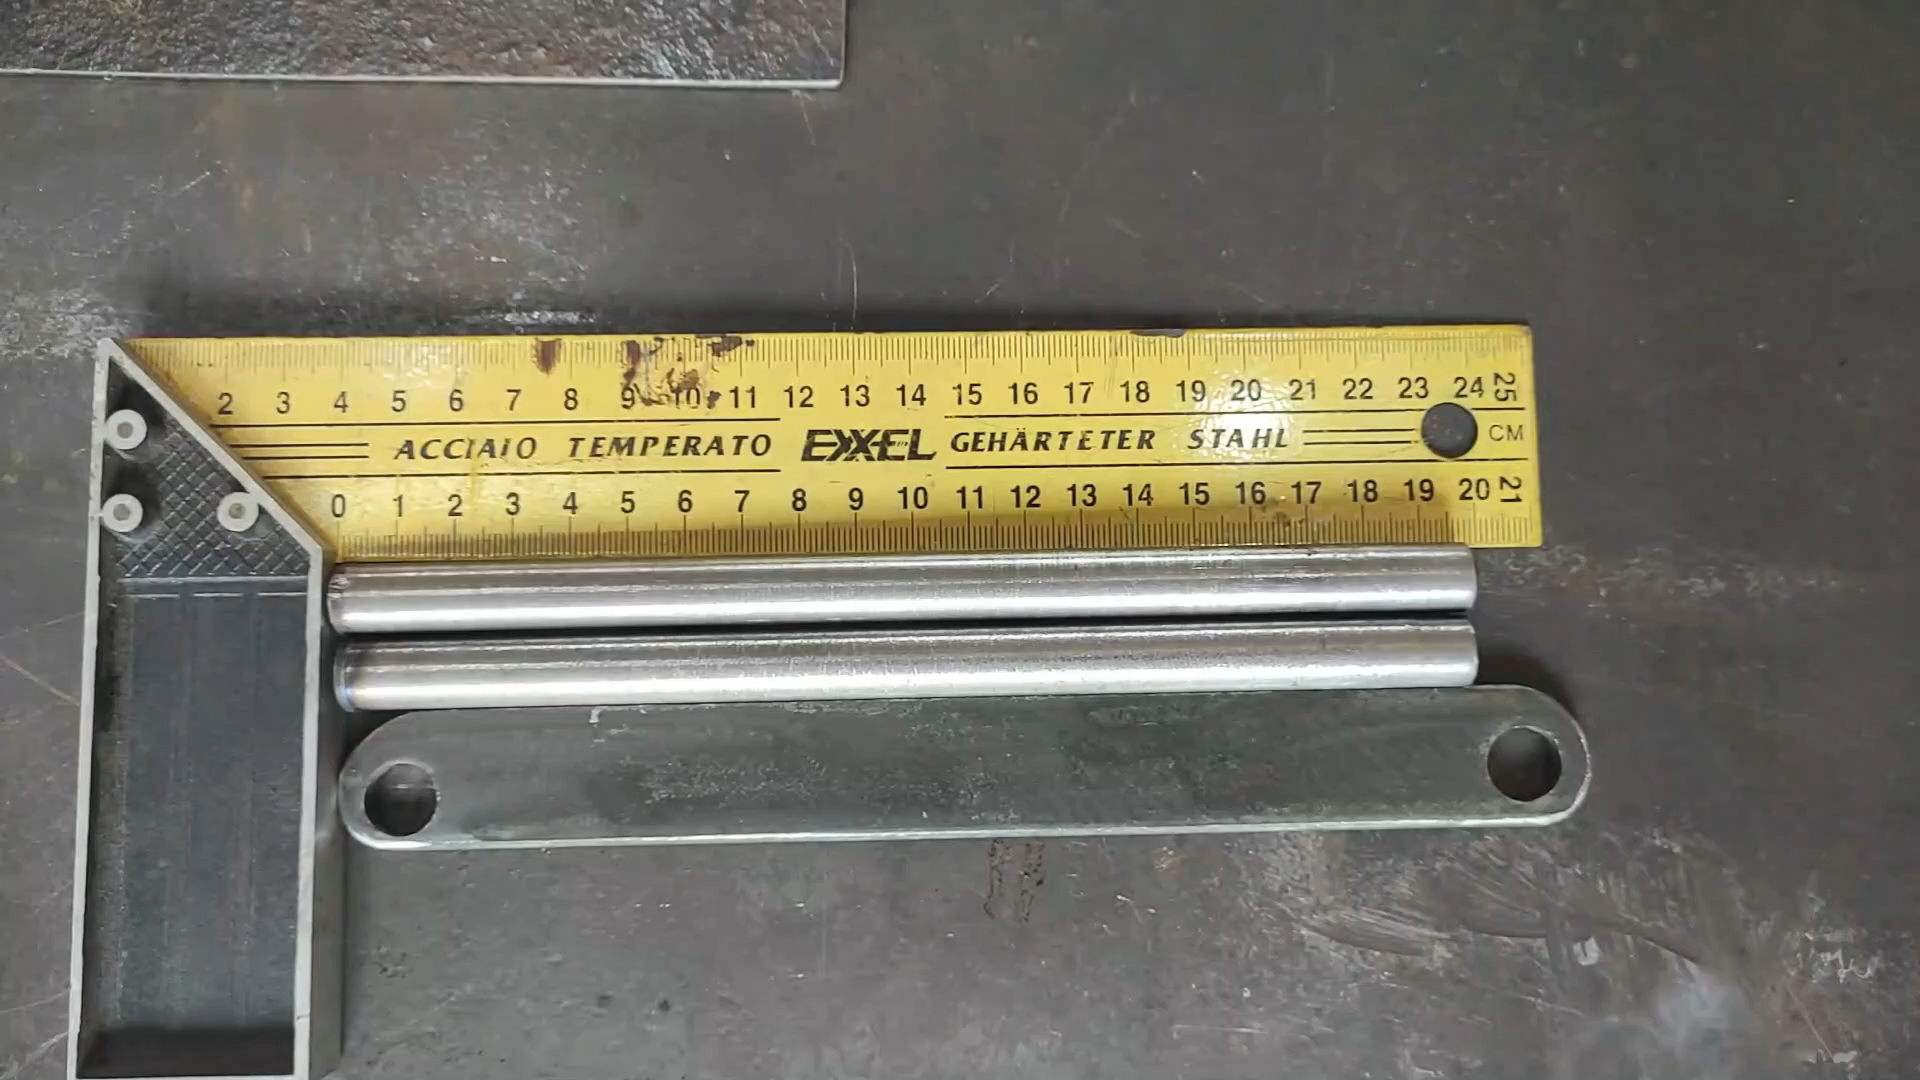 2 3 4 5 6 7 8 9 10 11 12 13 14 15 16 17 18 19 20 21 22 23 24 25
ACCIAIO TEMPERATO EXXEL GEHÄRTETER STAHL CM
0 1 2 3 4 5 6 7 8 9 10 11 12 13 14 15 16 17 18 19 20 21